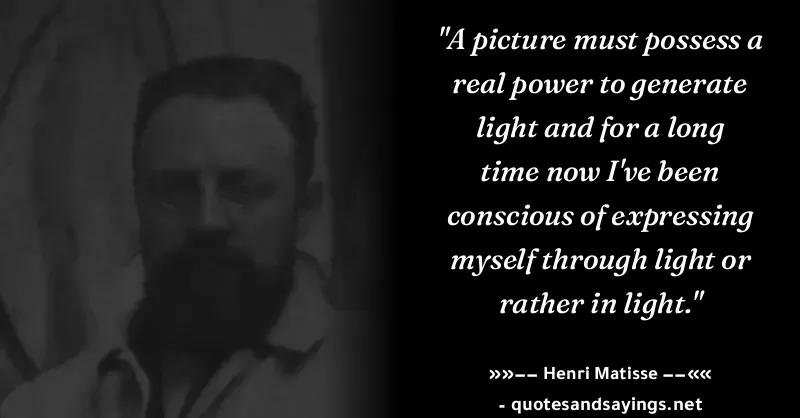 "A picture must possess a
real power to generate
light and for a long
time now I've been
conscious of expressing
myself through light or
rather in light."
»»−− Henri Matisse −−««
- quotesandsayings.net